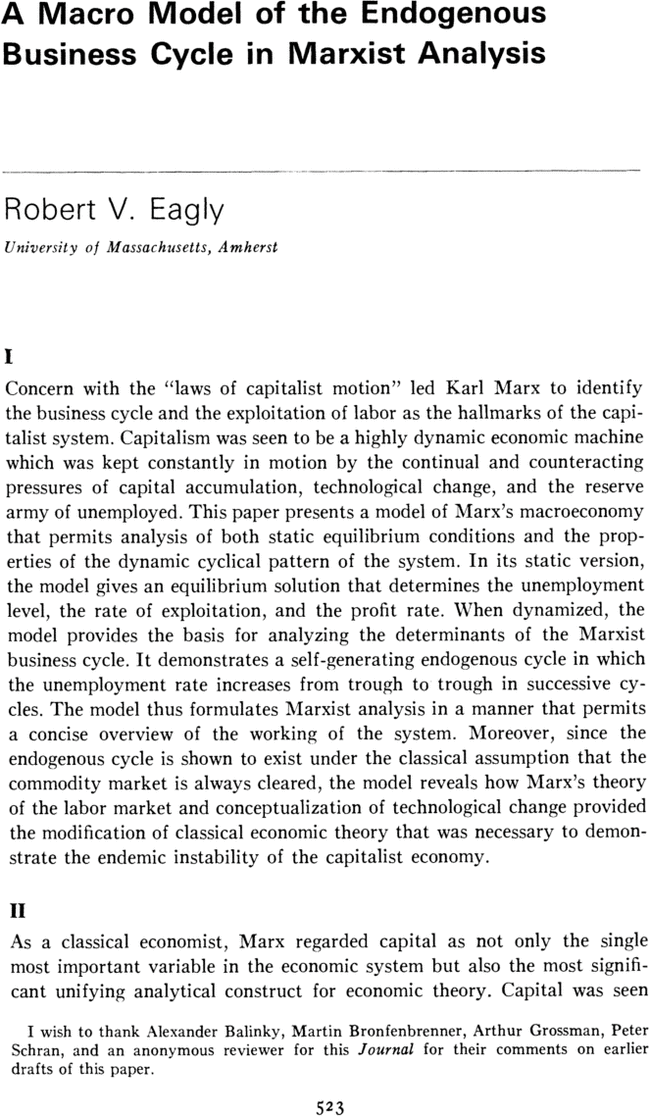 A Macro Model of the Endogenous
Business Cycle in Marxist Analysis
Robert V. Eagly
University of Massachusetts, Amherst
I
Concern with the “laws of capitalist motion” led Karl Marx to identify
the business cycle and the exploitation of labor as the hallmarks of the capi-
talist system. Capitalism was seen to be a highly dynamic economic machine
which was kept constantly in motion by the continual and counteracting
pressures of capital accumulation, technological change, and the reserve
army of unemployed. This paper presents a model of Marx’s macroeconomy
that permits analysis of both static equilibrium conditions and the prop-
erties of the dynamic cyclical pattern of the system. In its static version,
the model gives an equilibrium solution that determines the unemployment
level, the rate of exploitation, and the profit rate. When dynamized, the
model provides the basis for analyzing the determinants of the Marxist
business cycle. It demonstrates a self-generating endogenous cycle in which
the unemployment rate increases from trough to trough in successive cy-
cles. The model thus formulates Marxist analysis in a manner that permits
a concise overview of the working of the system. Moreover, since the
endogenous cycle is shown to exist under the classical assumption that the
commodity market is always cleared, the model reveals how Marx’s theory
of the labor market and conceptualization of technological change provided
the modification of classical economic theory that was necessary to demon-
strate the endemic instability of the capitalist economy.
II
As a classical economist, Marx regarded capital as not only the single
most important variable in the economic system but also the most signifi-
cant unifying analytical construct for economic theory. Capital was seen
I wish to thank Alexander Balinky, Martin Bronfenbrenner, Arthur Grossman, Peter
Schran, and an anonymous reviewer for this Journal for their comments on earlier
drafts of this paper.
523